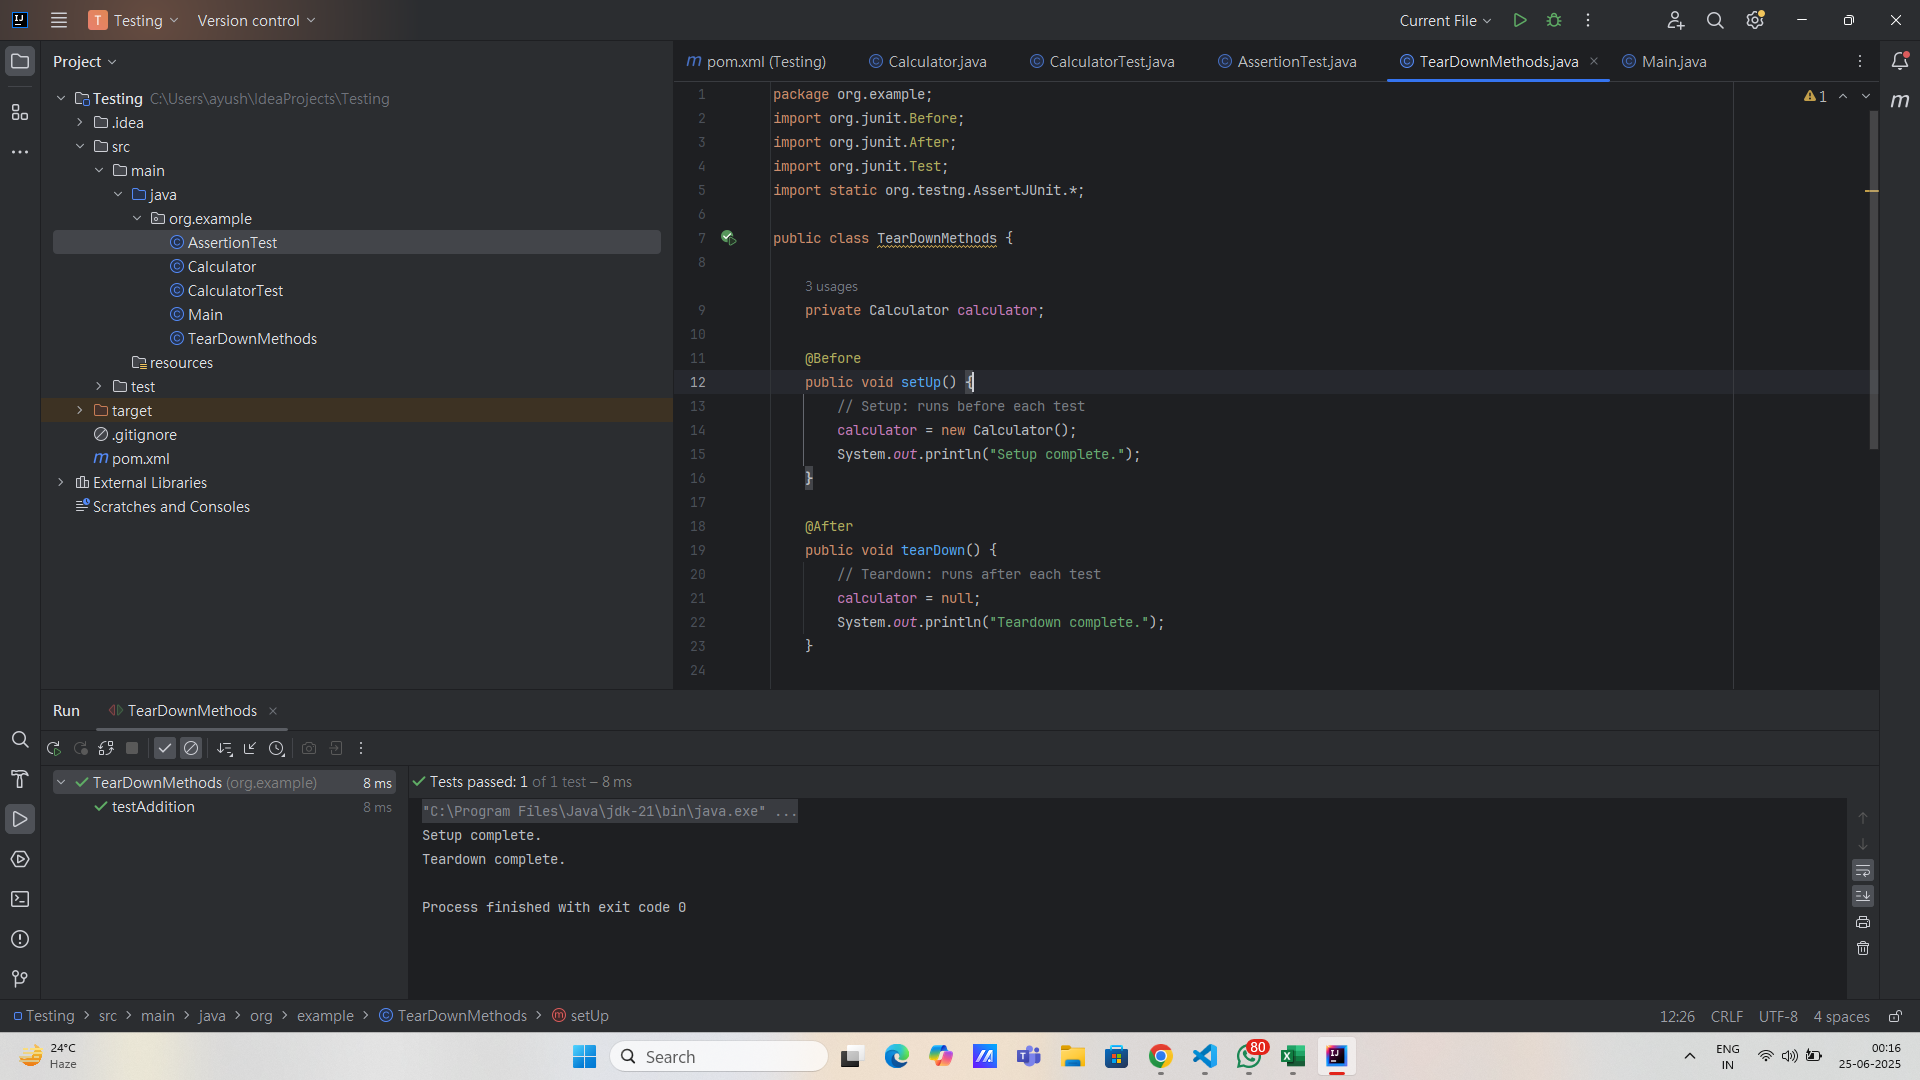 T Testing
Version control
Current File
Project
Testing C:\Users\ayush\IdeaProjects\Testing
.idea
src
main
java
org.example
AssertionTest
Calculator
CalculatorTest
Main
TearDownMethods
resources
test
target
.gitignore
m pom.xml
External Libraries
Scratches and Consoles
m pom.xml (Testing)
Calculator.java
CalculatorTest.java
AssertionTest.java
TearDownMethods.java
Main.java
1
1 package org.example;
2 import org.junit.Before;
3 import org.junit.After;
4 import org.junit.Test;
5 import static org.testng.AssertJUnit.*;
6
7 public class TearDownMethods {
8
3 usages
9 private Calculator calculator;
10
11 @Before
12 public void setUp() {
13 // Setup: runs before each test
14 calculator = new Calculator();
15 System.out.println("Setup complete.");
16 }
17
18 @After
19 public void tearDown() {
20 // Teardown: runs after each test
21 calculator = null;
22 System.out.println("Teardown complete.");
23 }
24
m
Run
TearDownMethods
TearDownMethods (org.example) 8 ms
testAddition 8 ms
Tests passed: 1 of 1 test – 8 ms
"C:\Program Files\Java\jdk-21\bin\java.exe" ...
Setup complete.
Teardown complete.
Process finished with exit code 0
Testing > src > main > java > org > example > TearDownMethods > setUp
12:26 CRLF UTF-8 4 spaces
24°C
Haze
Search
80
ENG
IN
00:16
25-06-2025